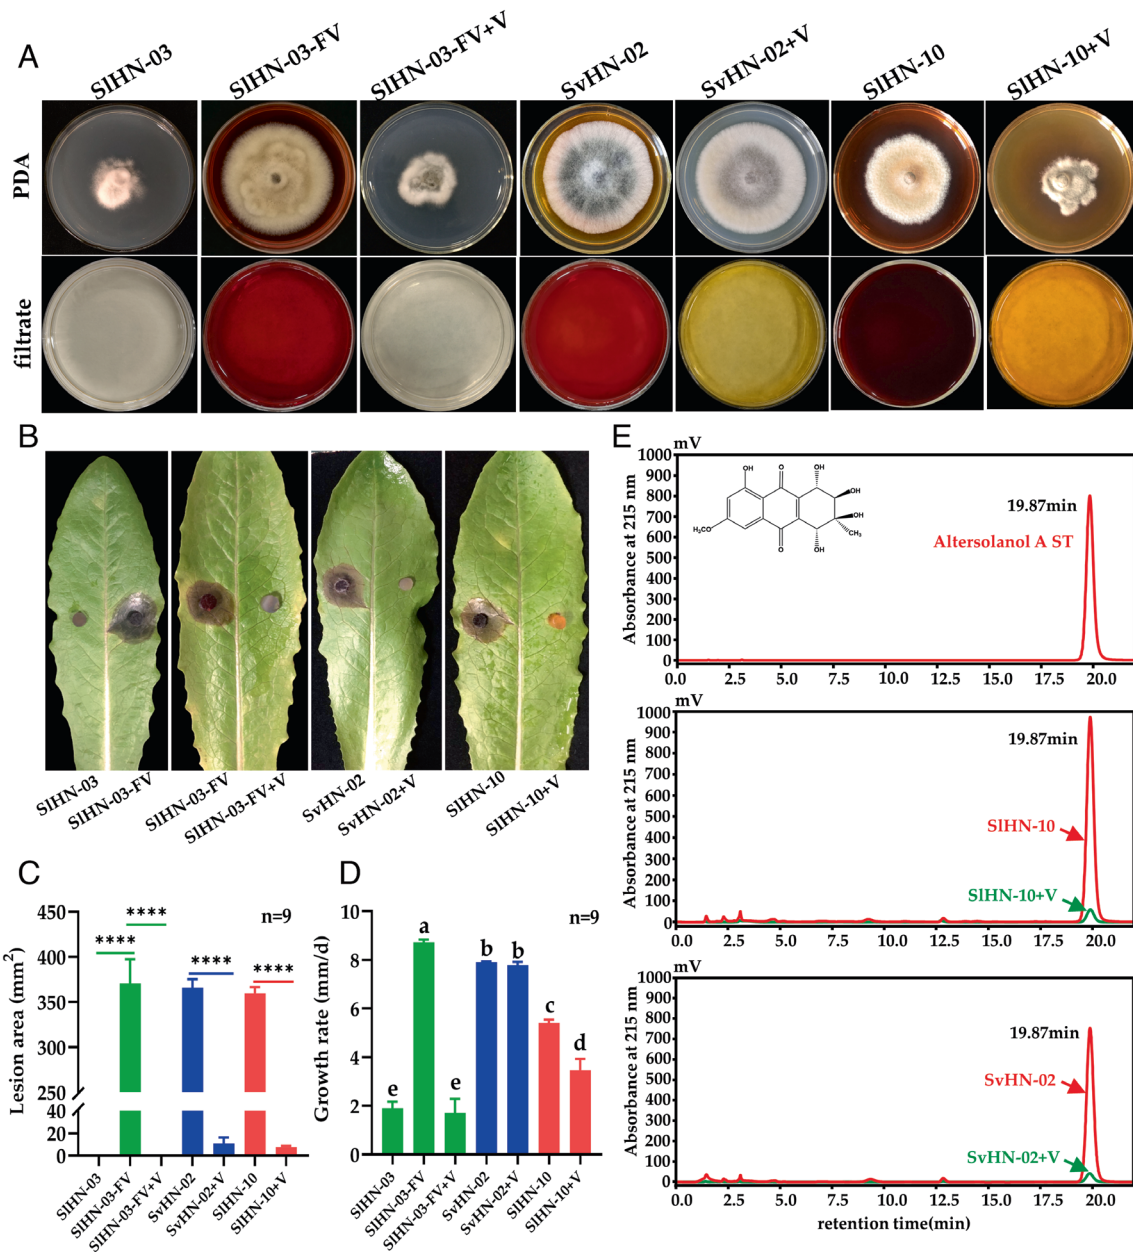 A
SlHN-03
SlHN-03-FV
SlHN-03-FV+V
SvHN-02
SvHN-02+V
SlHN-10
SlHN-10+V
PDA
filtrate
B
SlHN-03
SlHN-03-FV
SlHN-03-FV
SlHN-03-FV+V
SvHN-02
SvHN-02+V
SlHN-10
SlHN-10+V
C
Lesion area (mm²)
450
400
350
300
250
40
20
0
n=9
****
****
****
****
SlHN-03
SlHN-03-FV
SlHN-03-FV+V
SvHN-02
SvHN-02+V
SlHN-10
SlHN-10+V
D
Growth rate (mm/d)
10
8
6
4
2
0
n=9
e
a
e
b
b
c
d
SlHN-03
SlHN-03-FV
SlHN-03-FV+V
SvHN-02
SvHN-02+V
SlHN-10
SlHN-10+V
E
mV
Absorbance at 215 nm
1000
900
800
700
600
500
400
300
200
100
0
OH
O
OH
OH
OH
CH₃
OH
O
H₃CO
19.87min
Altersolanol A ST
0.0 2.5 5.0 7.5 10.0 12.5 15.0 17.5 20.0
mV
Absorbance at 215 nm
1000
900
800
700
600
500
400
300
200
100
0
19.87min
SlHN-10
SlHN-10+V
0.0 2.5 5.0 7.5 10.0 12.5 15.0 17.5 20.0
mV
Absorbance at 215 nm
1000
900
800
700
600
500
400
300
200
100
0
19.87min
SvHN-02
SvHN-02+V
0.0 2.5 5.0 7.5 10.0 12.5 15.0 17.5 20.0
retention time(min)